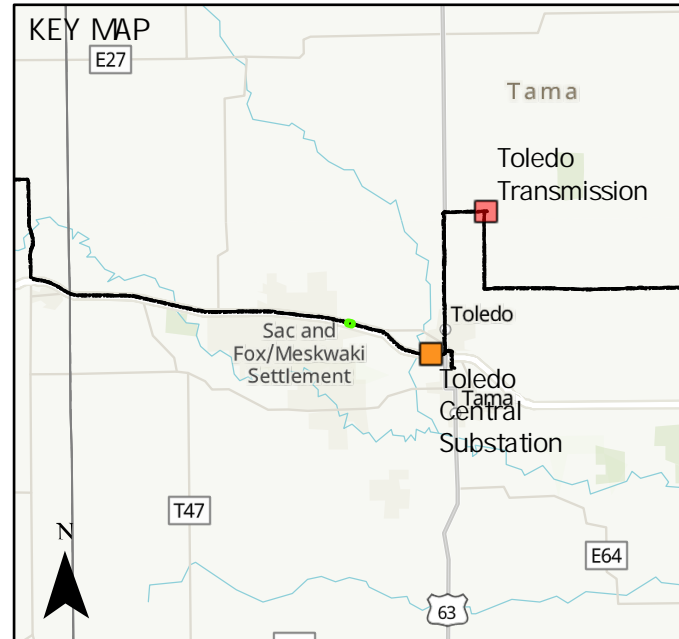 KEY MAP
E27
Tama
Toledo
Transmission
Toledo
Sac and
Fox/Meskwaki
Settlement
Toledo
Central
Substation
Tama
T47
N
E64
63